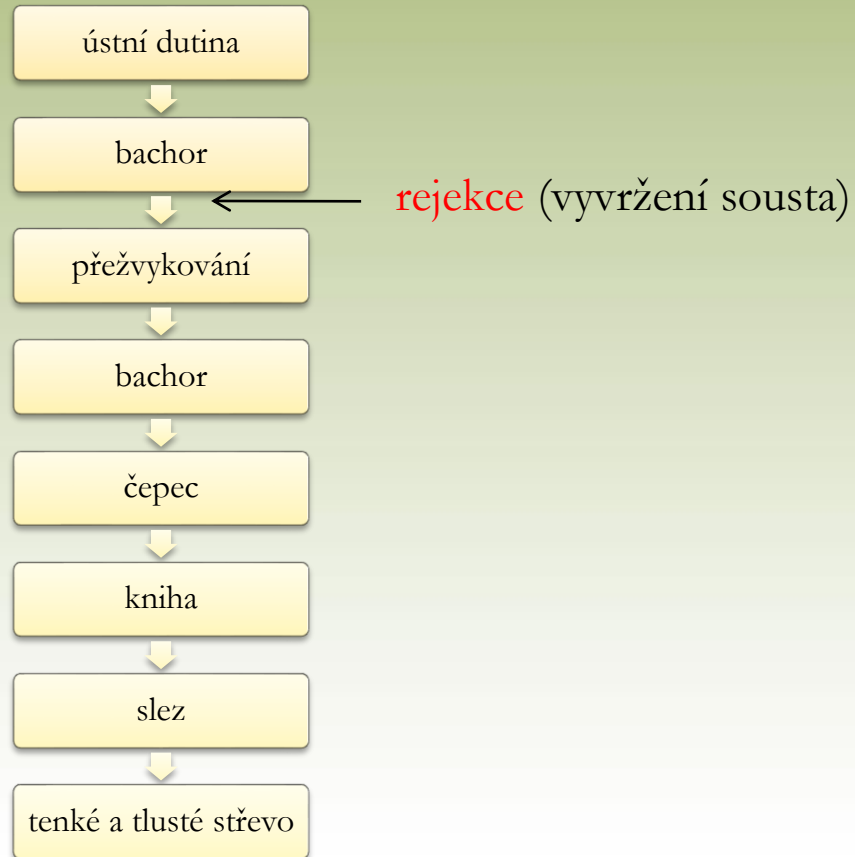 ústní dutina
bachor
rejekce (vyvržení sousta)
přežvykování
bachor
čepec
kniha
slez
tenké a tlusté střevo